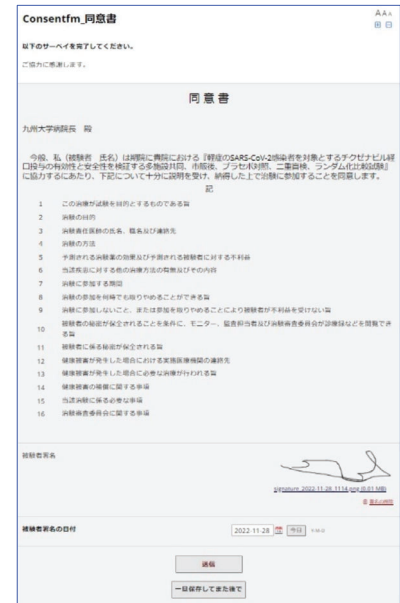 Consentfm_同意書
AAA
以下のサーベイを完了してください。
ご協力に感謝します。
同意書
九州大学病院長 殿
今般、私(被験者 氏名)は
における『軽症のSARS-CoV-2感染者を対象とするチクゼナビル経
口投与の有効性と安全性を検証する多施設共同、市販後、プラセボ対照、二重盲検、ランダム化比較試験』
に協力するにあたり、下記について十分に説明を受け、納得した上で治験に参加することを同意します。
記
1 この治療が試験を目的とするものである旨
2 治験の目的
3 治験責任医師の氏名、職名及び連絡先
4 治験の方法
5 予測される治験薬の効果及び予測される被験者に対する不利益
6 当該疾患に対する他の治療方法の有無及びその内容
7 治験に参加する期間
8 治験の参加を何時でも取りやめることができる旨
9 治験に参加しないこと、または参加を取りやめることにより被験者が不利益を受けない旨
10 被験者の秘密が保全されることを条件に、モニター、監査担当者及び治験審査委員会が診療録などを閲覧でき
る旨
11 被験者に係る秘密が保全される旨
12 健康被害が発生した場合における実施医療機関の連絡先
13 健康被害が発生した場合に必要な治療が行われる旨
14 健康被害の補償に関する事項
15 当該治験に係る必要な事項
16 治験審査委員会に関する事項
被験者署名
signature_2022-11-28_1114.png (0.01 MB)
署名の削除
被験者署名の日付
2022-11-28 今日 Y-M-D
送信
一旦保存してまた後で